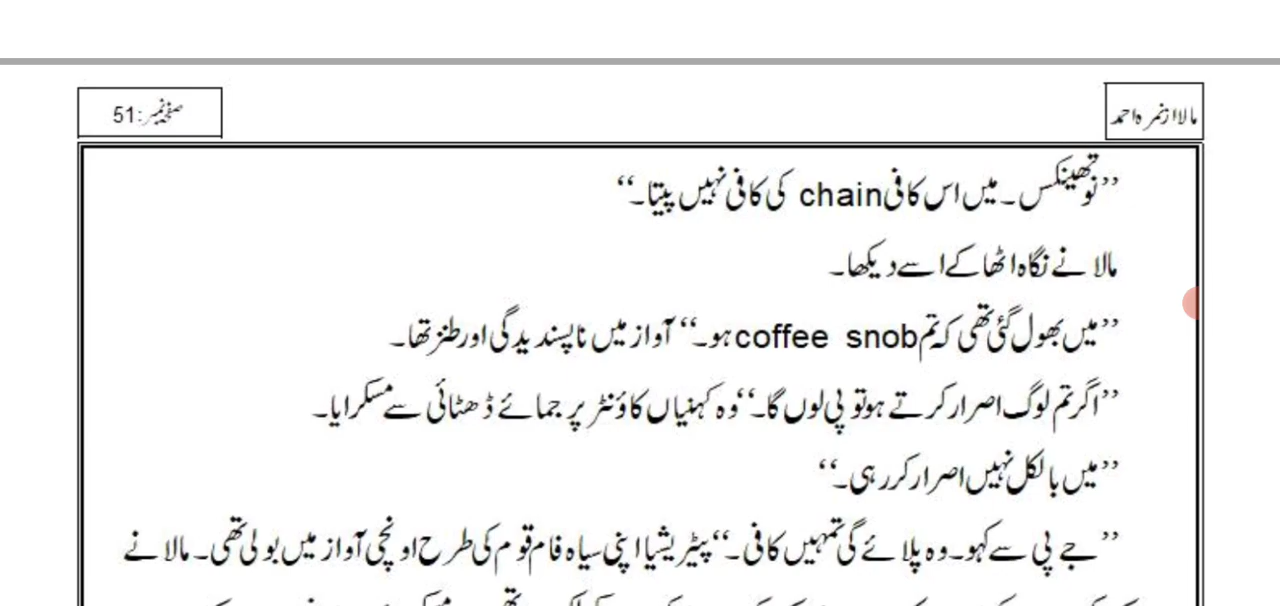 مالا از نمرہ احمد
صفحہ نمبر:51
’’نو تھینکس۔ میں اس کافی chain کی کافی نہیں پیتا۔‘‘
مالا نے نگاہ اٹھا کے اسے دیکھا۔
’’میں بھول گئی تھی کہ تم coffee snob ہو۔‘‘ آواز میں ناپسندیدگی اور طنز تھا۔
’’اگر تم لوگ اصرار کرتے ہو تو پی لوں گا۔‘‘ وہ کہنیاں کاؤنٹر پر جمائے ڈھٹائی سے مسکرایا۔
’’میں بالکل نہیں اصرار کر رہی۔‘‘
’’جے پی سے کہو۔ وہ پلائے گی تمہیں کافی۔‘‘ پیٹریشیا اپنی سیاہ فام قوم کی طرح اونچی آواز میں بولی تھی۔ مالا نے